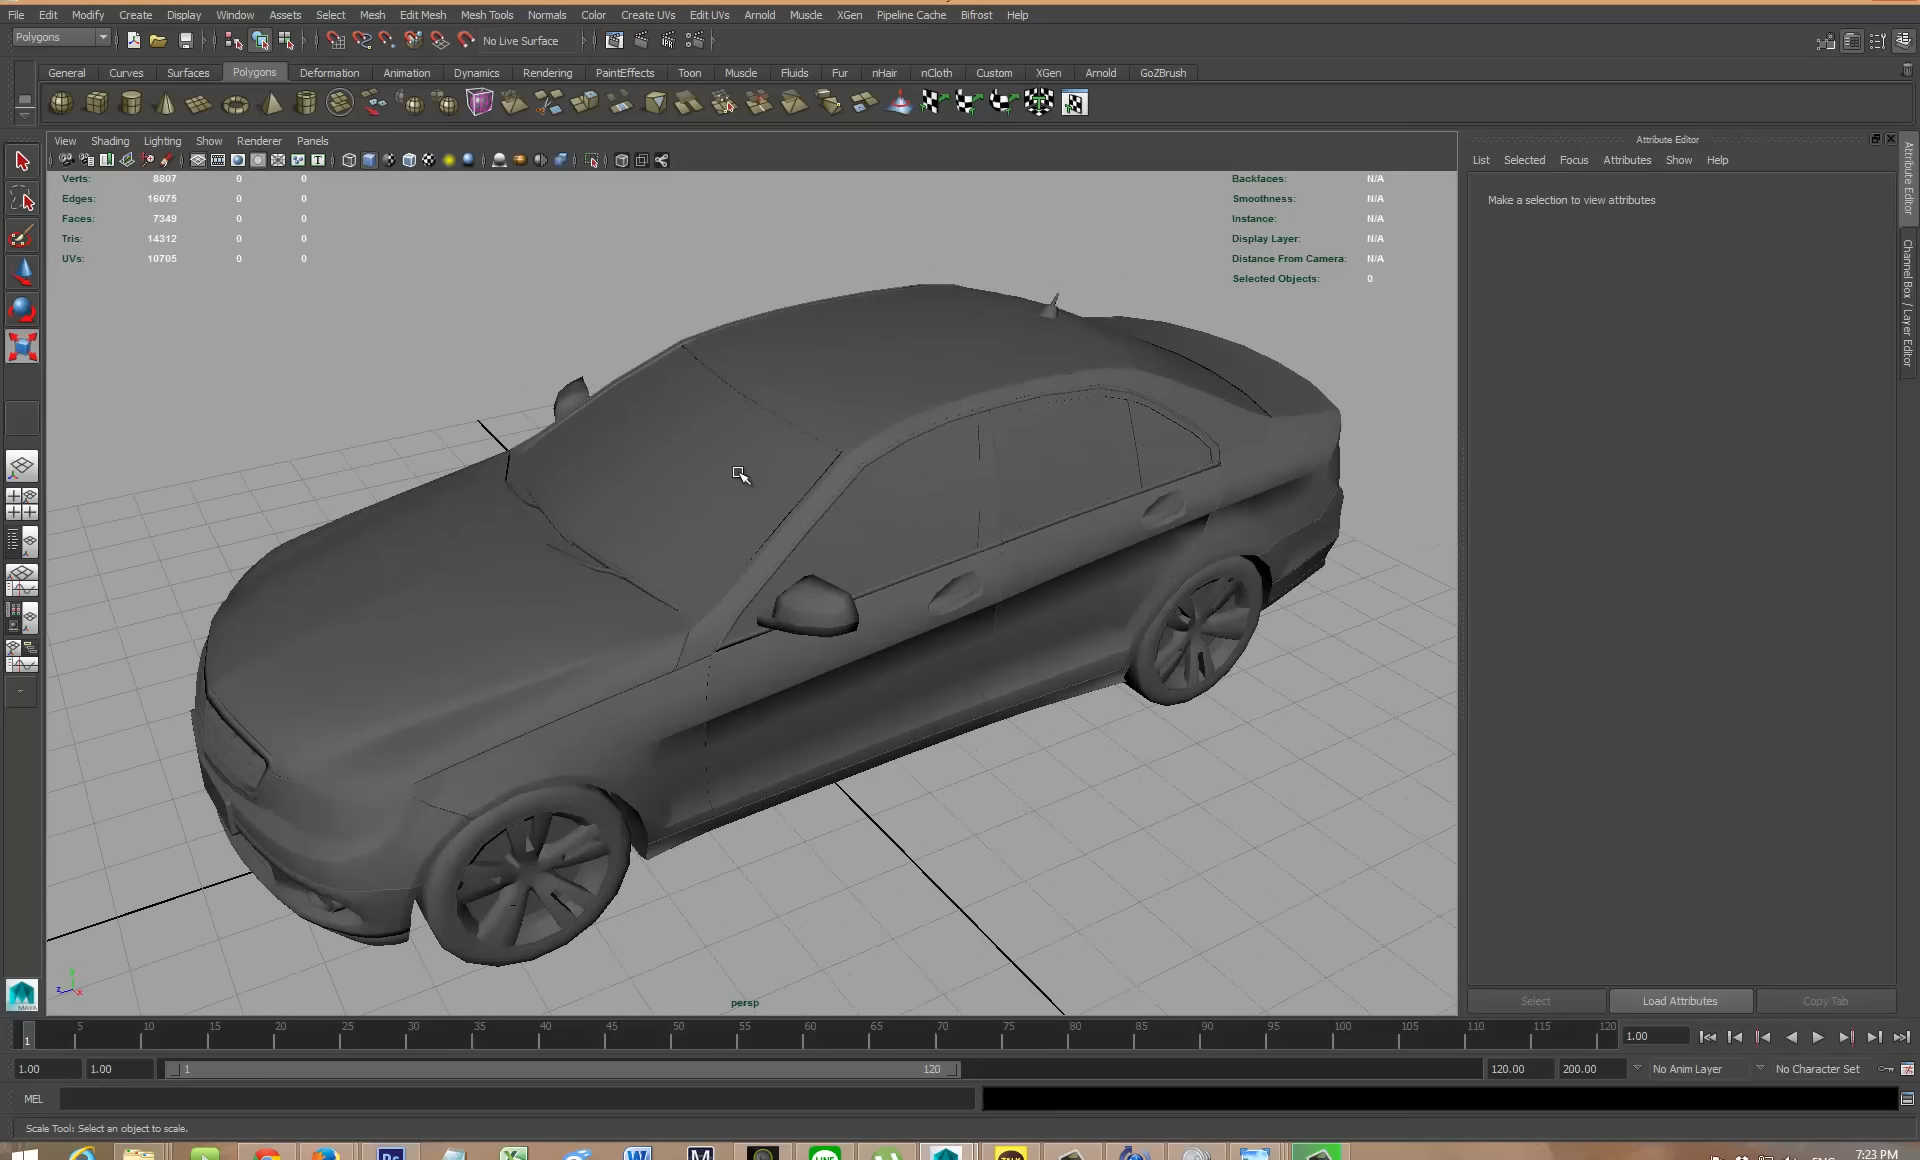 File Edit Modify Create Display Window Assets Select Mesh Edit Mesh Mesh Tools Normals Color Create UVs Edit UVs Arnold Muscle XGen Pipeline Cache Bifrost Help
Polygons No Live Surface
General Curves Surfaces Polygons Deformation Animation Dynamics Rendering PaintEffects Toon Muscle Fluids Fur nHair nCloth Custom XGen Arnold GoZBrush
View Shading Lighting Show Renderer Panels
Attribute Editor
List Selected Focus Attributes Show Help
Make a selection to view attributes
Attribute Editor
Channel Box / Layer Editor
Verts: 8807 0 0
Edges: 16075 0 0
Faces: 7349 0 0
Tris: 14312 0 0
UVs: 10705 0 0
Backfaces: N/A
Smoothness: N/A
Instance: N/A
Display Layer: N/A
Distance From Camera: N/A
Selected Objects: 0
persp
Select Load Attributes Copy Tab
1 5 10 15 20 25 30 35 40 45 50 55 60 65 70 75 80 85 90 95 100 105 110 115 120 1.00
1.00 1.00 1 120 120.00 200.00 No Anim Layer No Character Set
MEL
Scale Tool: Select an object to scale.
7:23 PM